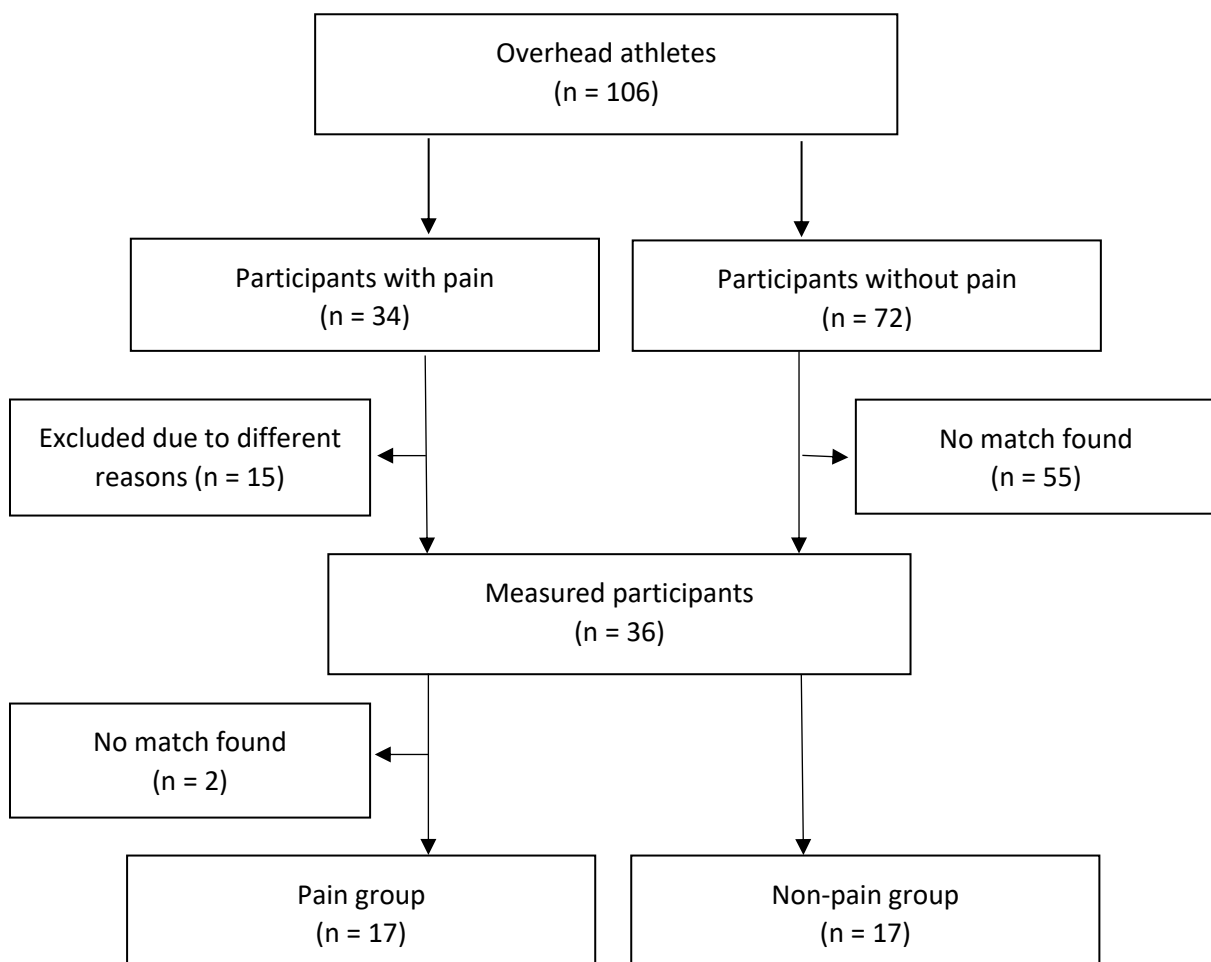 Overhead athletes
(n = 106)
Participants with pain
(n = 34)
Participants without pain
(n = 72)
Excluded due to different
reasons (n = 15)
No match found
(n = 55)
Measured participants
(n = 36)
No match found
(n = 2)
Pain group
(n = 17)
Non-pain group
(n = 17)